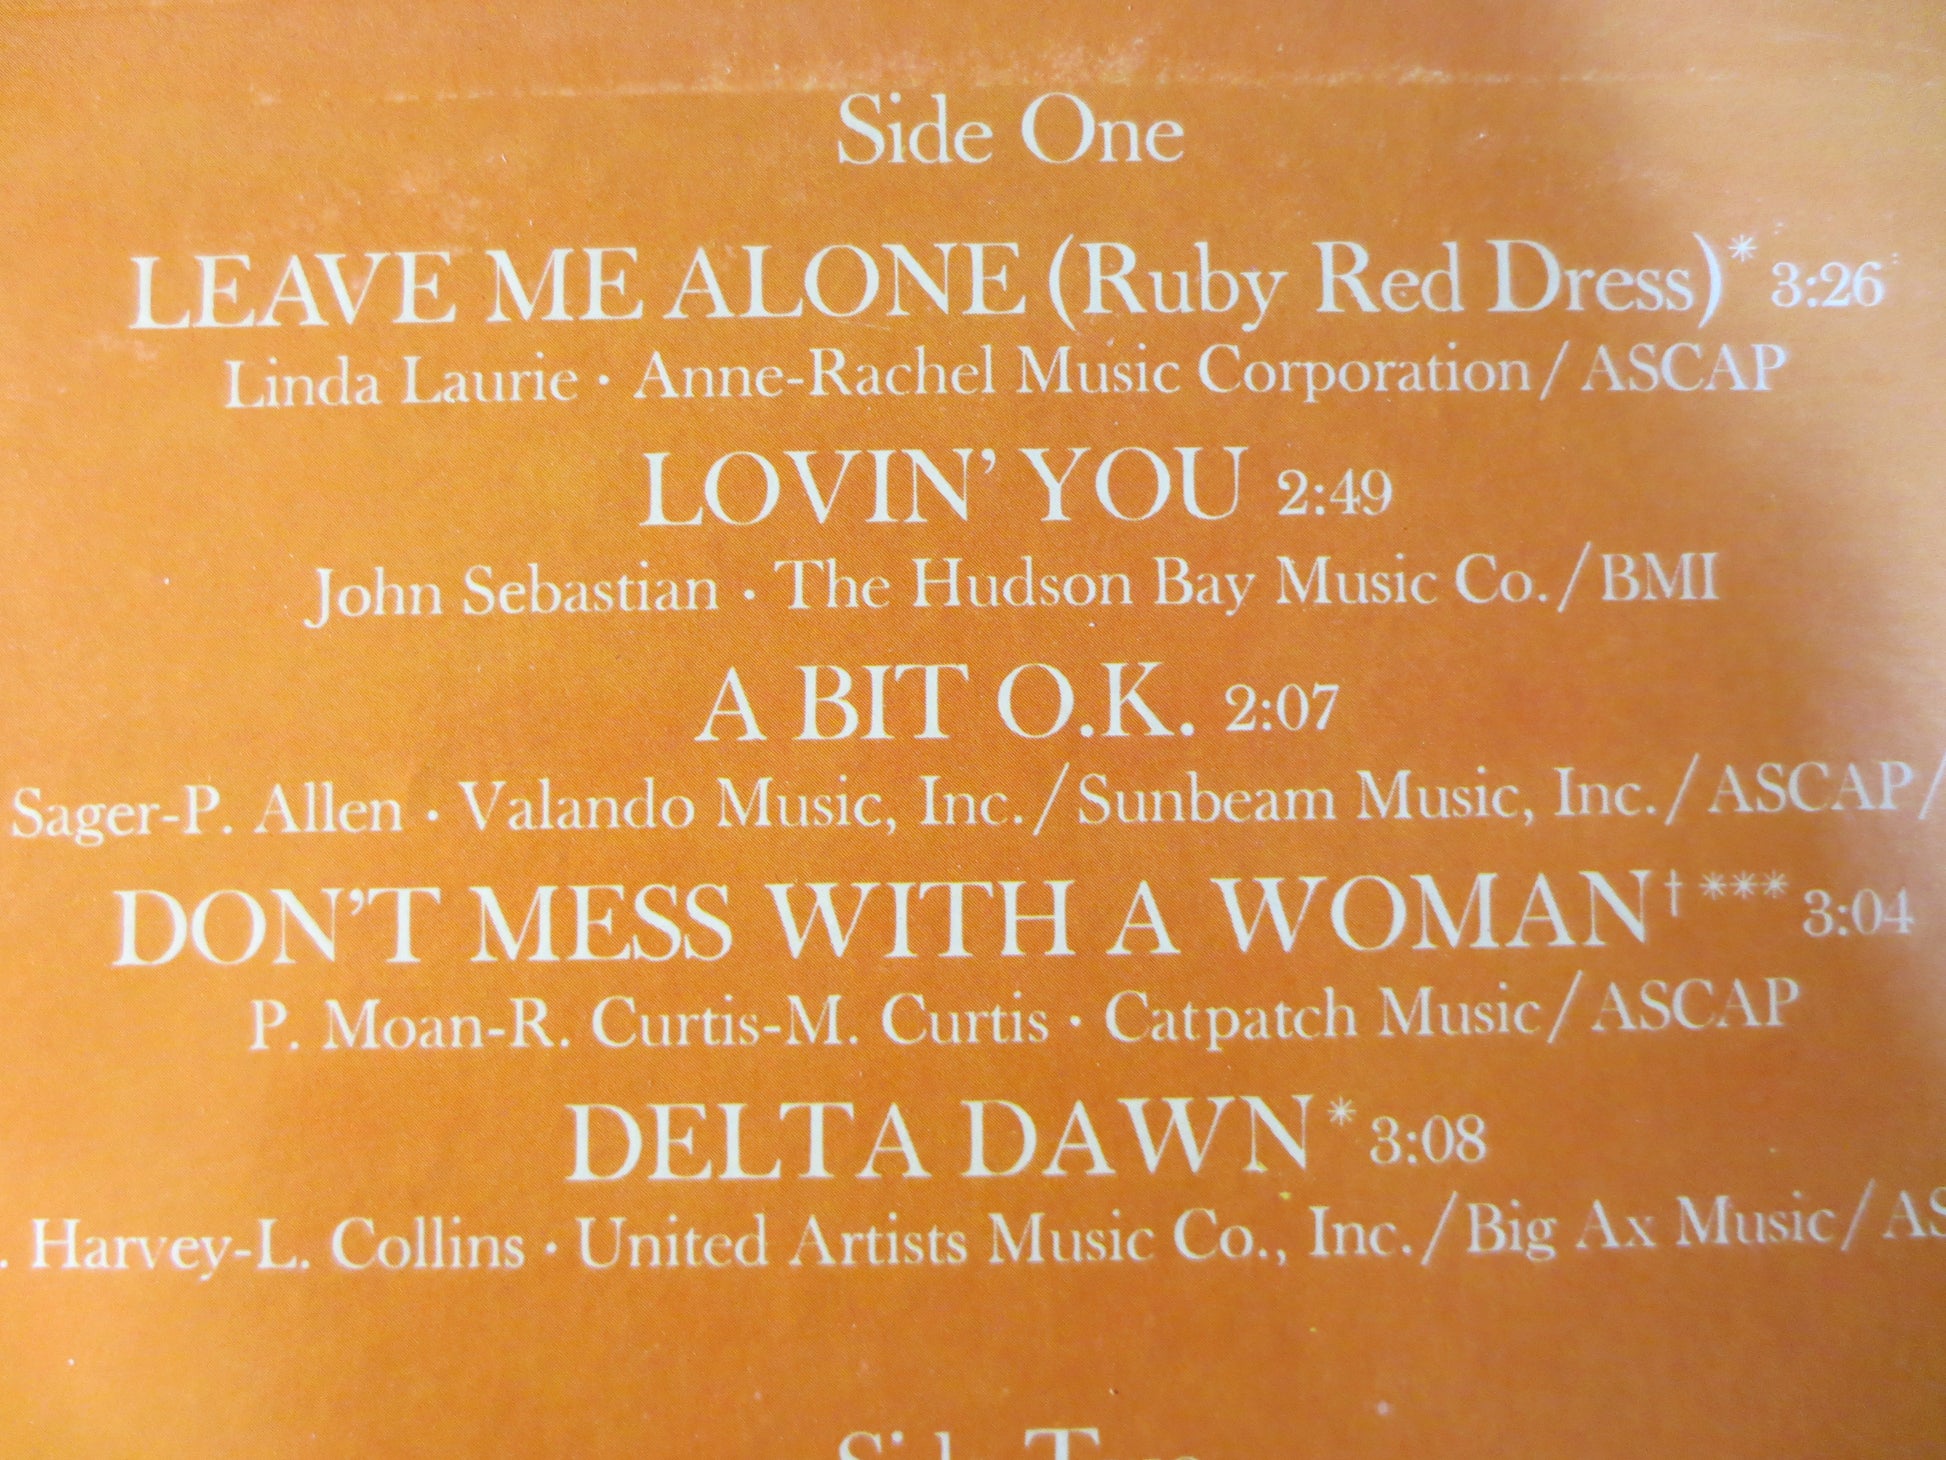 Side One
LEAVE ME ALONE (Ruby Red Dress)* 3:26
Linda Laurie · Anne-Rachel Music Corporation/ASCAP
LOVIN' YOU 2:49
John Sebastian · The Hudson Bay Music Co./BMI
A BIT O.K. 2:07
Sager-P. Allen · Valando Music, Inc./Sunbeam Music, Inc./ASCAP/
DON'T MESS WITH A WOMAN†*** 3:04
P. Moan-R. Curtis-M. Curtis · Catpatch Music/ASCAP
DELTA DAWN* 3:08
. Harvey-L. Collins · United Artists Music Co., Inc./Big Ax Music/AS
Side Two